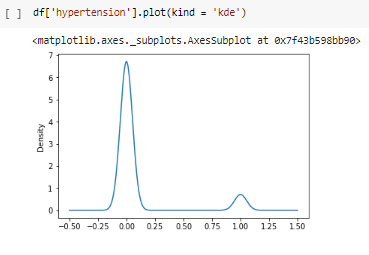 [ ] df['hypertension'].plot(kind = 'kde')
<matplotlib.axes._subplots.AxesSubplot at 0x7f43b598bb90>
7
6
5
4
3
2
1
0
Density
−0.50 −0.25 0.00 0.25 0.50 0.75 1.00 1.25 1.50